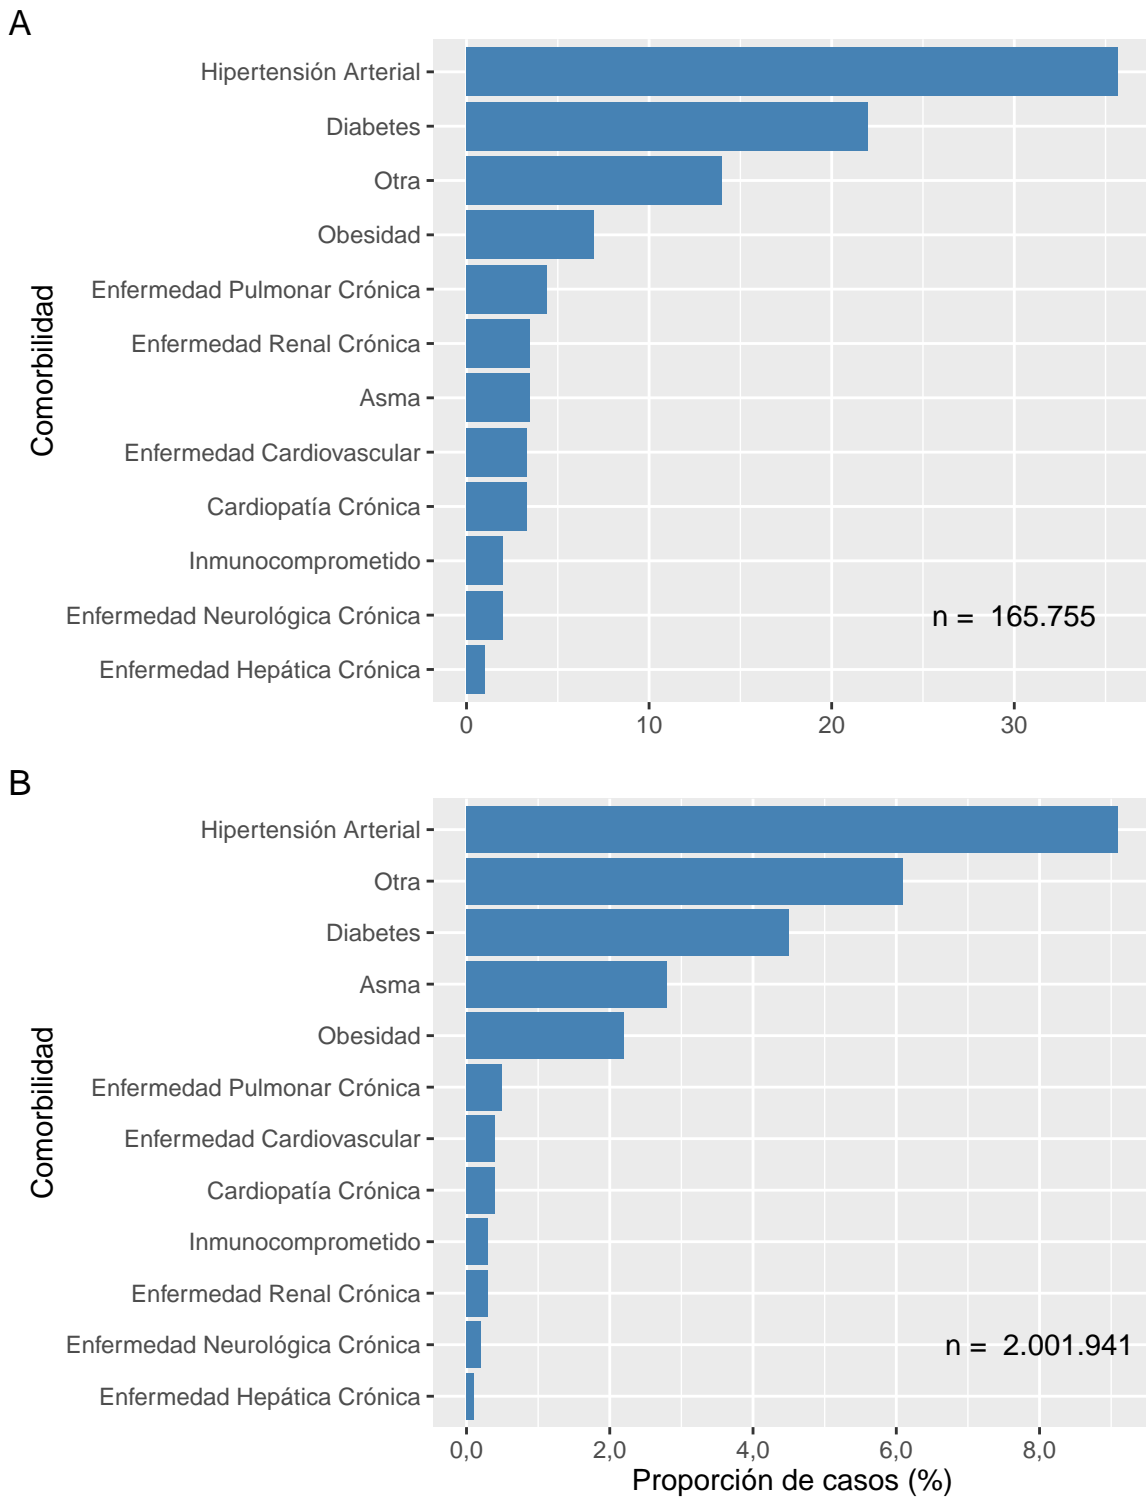 A
Hipertensión Arterial
Diabetes
Otra
Obesidad
Enfermedad Pulmonar Crónica
Enfermedad Renal Crónica
Asma
Enfermedad Cardiovascular
Cardiopatía Crónica
Inmunocomprometido
Enfermedad Neurológica Crónica
Enfermedad Hepática Crónica
Comorbilidad
n = 165.755
0 10 20 30
B
Hipertensión Arterial
Otra
Diabetes
Asma
Obesidad
Enfermedad Pulmonar Crónica
Enfermedad Cardiovascular
Cardiopatía Crónica
Inmunocomprometido
Enfermedad Renal Crónica
Enfermedad Neurológica Crónica
Enfermedad Hepática Crónica
Comorbilidad
n = 2.001.941
0,0 2,0 4,0 6,0 8,0
Proporción de casos (%)